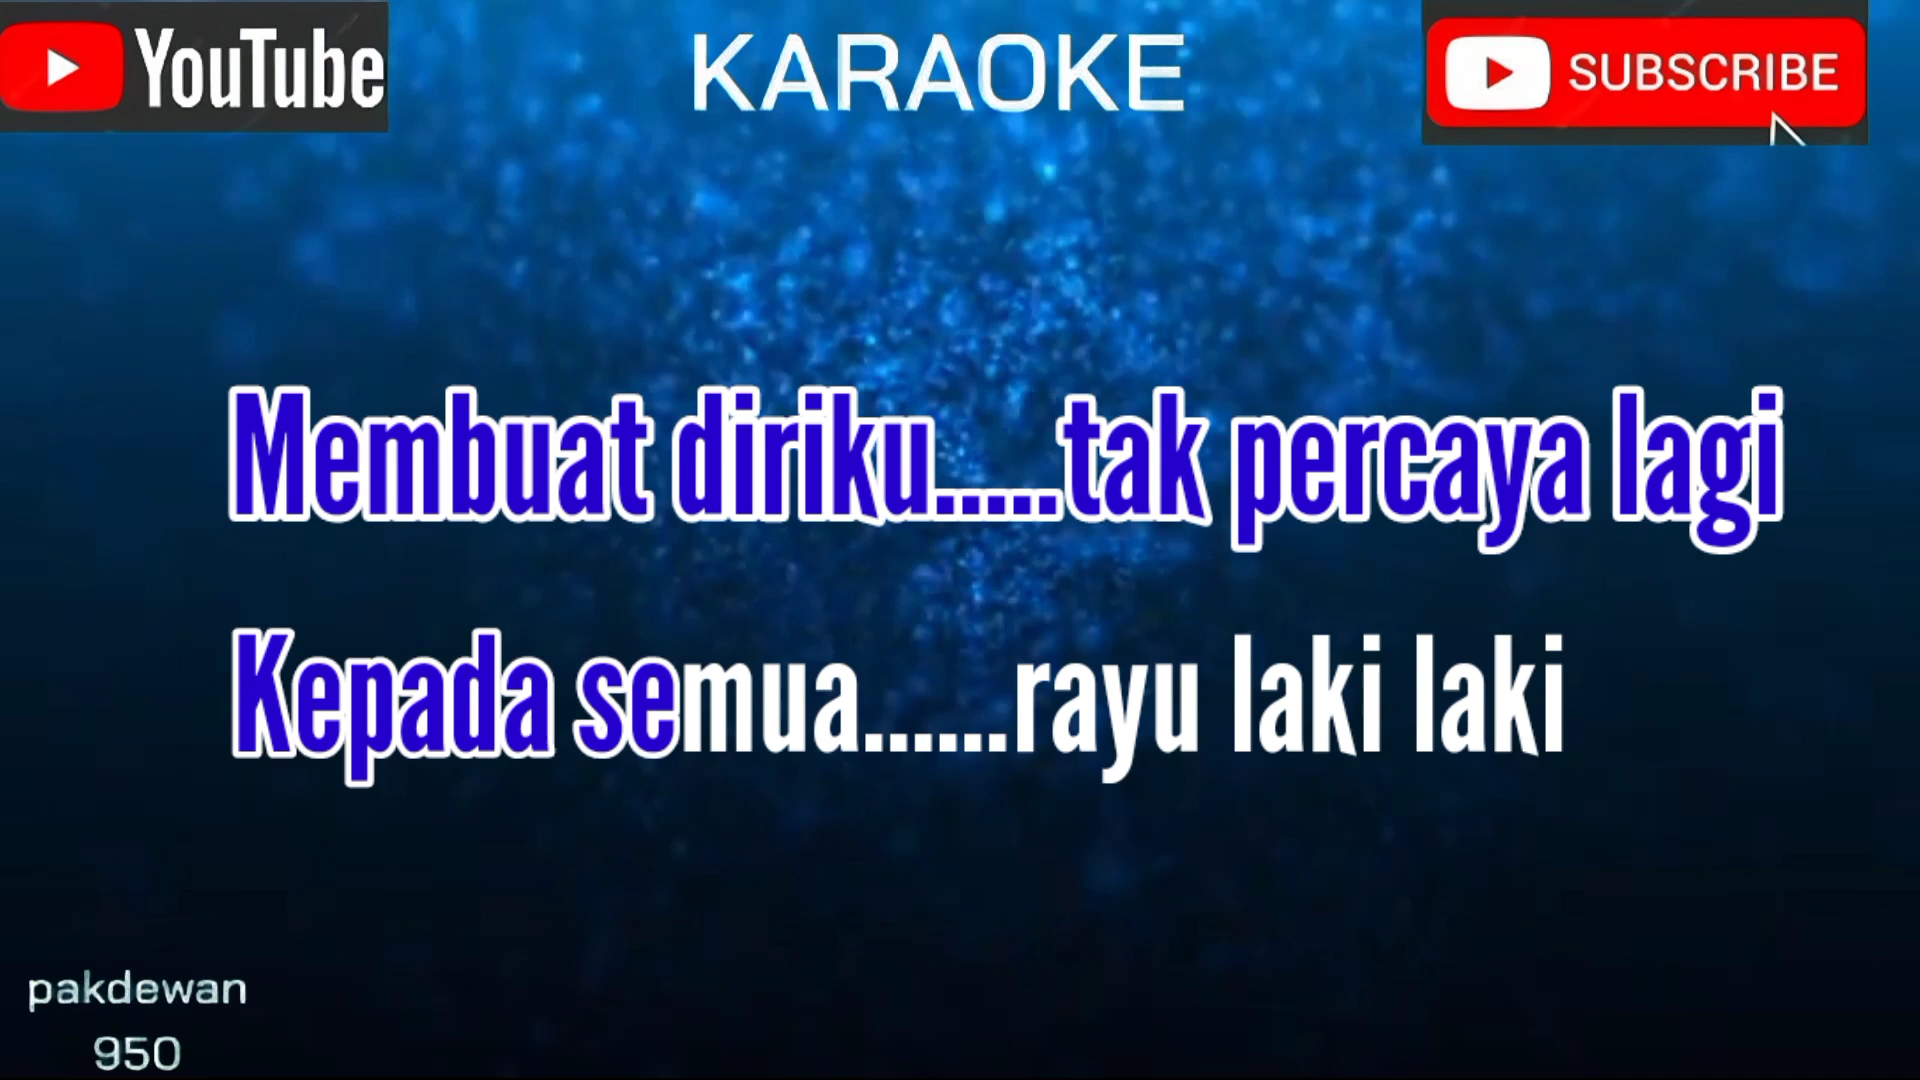 YouTube
KARAOKE
SUBSCRIBE
Membuat diriku.....tak percaya lagi
Kepada semua......rayu laki laki
pakdewan
950